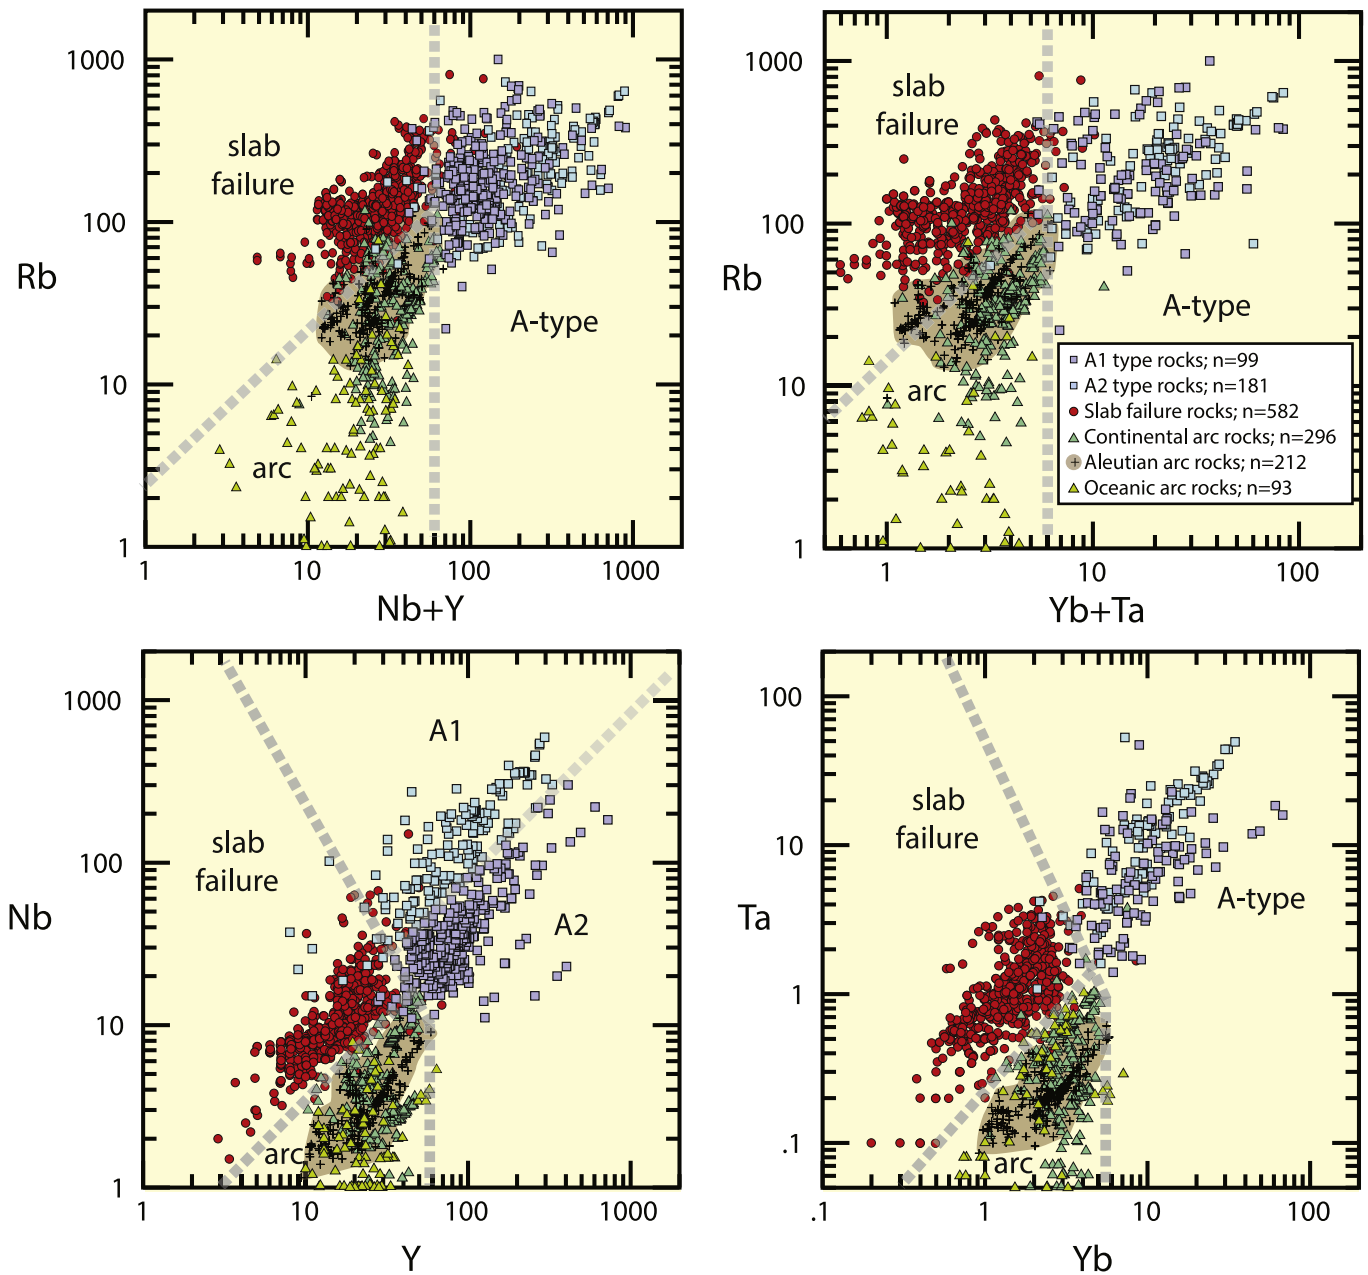 1000
100
10
1
Rb
slab
failure
A-type
arc
1
10
100
1000
Nb+Y
1000
100
10
1
Rb
slab
failure
A-type
arc
A1 type rocks; n=99
A2 type rocks; n=181
Slab failure rocks; n=582
Continental arc rocks; n=296
Aleutian arc rocks; n=212
Oceanic arc rocks; n=93
1
10
100
Yb+Ta
1000
100
10
1
Nb
A1
slab
failure
A2
arc
1
10
100
1000
Y
100
10
1
.1
Ta
slab
failure
A-type
arc
.1
1
10
100
Yb